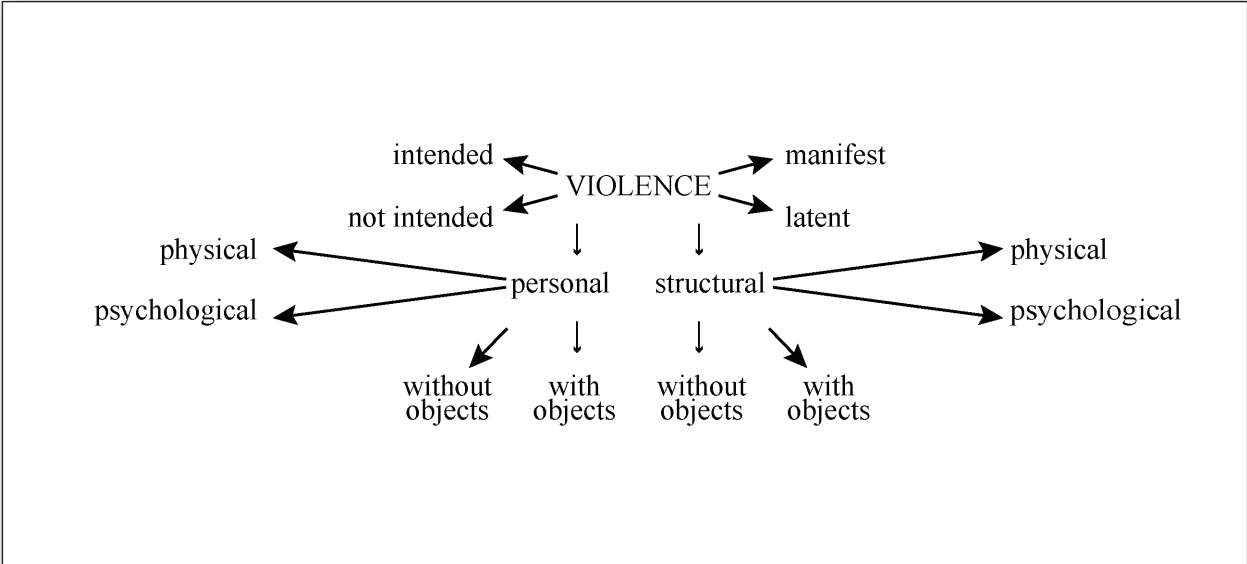 intended
manifest
VIOLENCE
not intended
latent
physical
physical
personal
structural
psychological
psychological
without
objects
with
objects
without
objects
with
objects